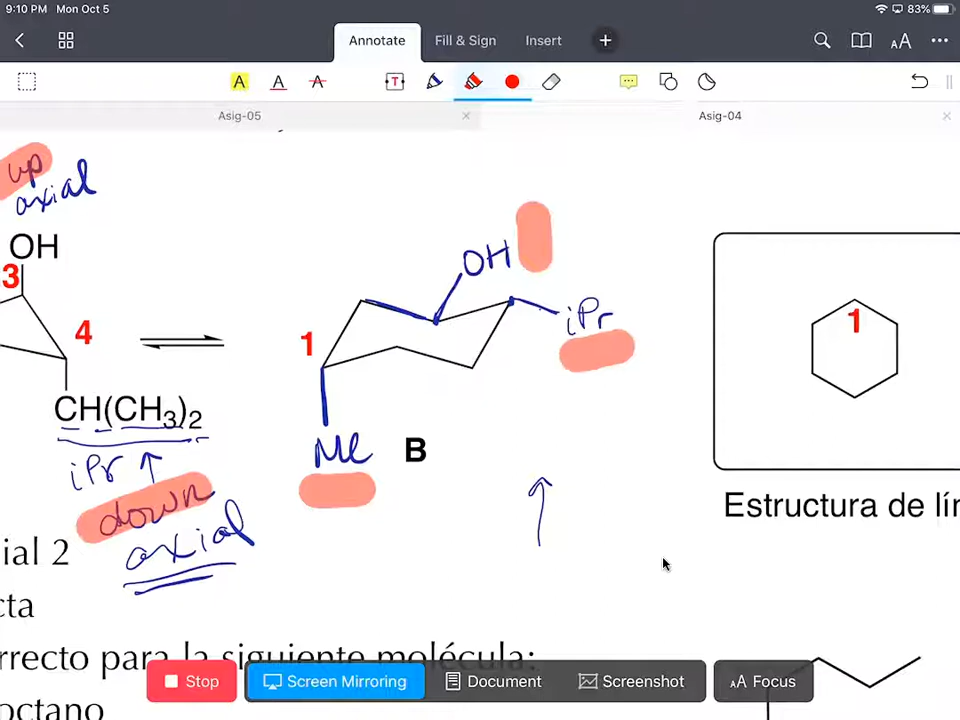 9:10 PM Mon Oct 5
83%
Annotate
Fill & Sign
Insert
AA
A A A T
Asig-05
Asig-04
up
axial
OH
3
4
CH(CH3)2
iPr ↑
down
axial
OH
iPr
1
Me
B
1
Estructura de lín
ial 2
cta
rrecto para la siguiente molécula:
octano
Stop
Screen Mirroring
Document
Screenshot
AA Focus